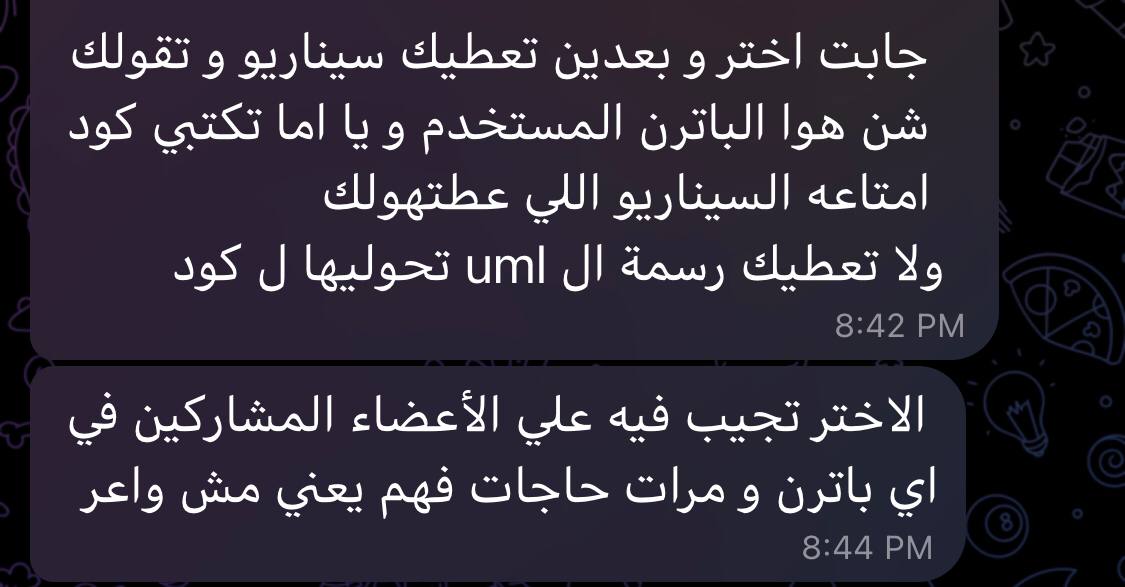 جابت اختر و بعدين تعطيك سيناريو و تقولك
شن هوا الباترن المستخدم و يا اما تكتبي كود
امتاعه السيناريو اللي عطتهولك
ولا تعطيك رسمة ال uml تحوليها ل كود
8:42 PM
الاختر تجيب فيه علي الأعضاء المشاركين في
اي باترن و مرات حاجات فهم يعني مش واعر
8:44 PM